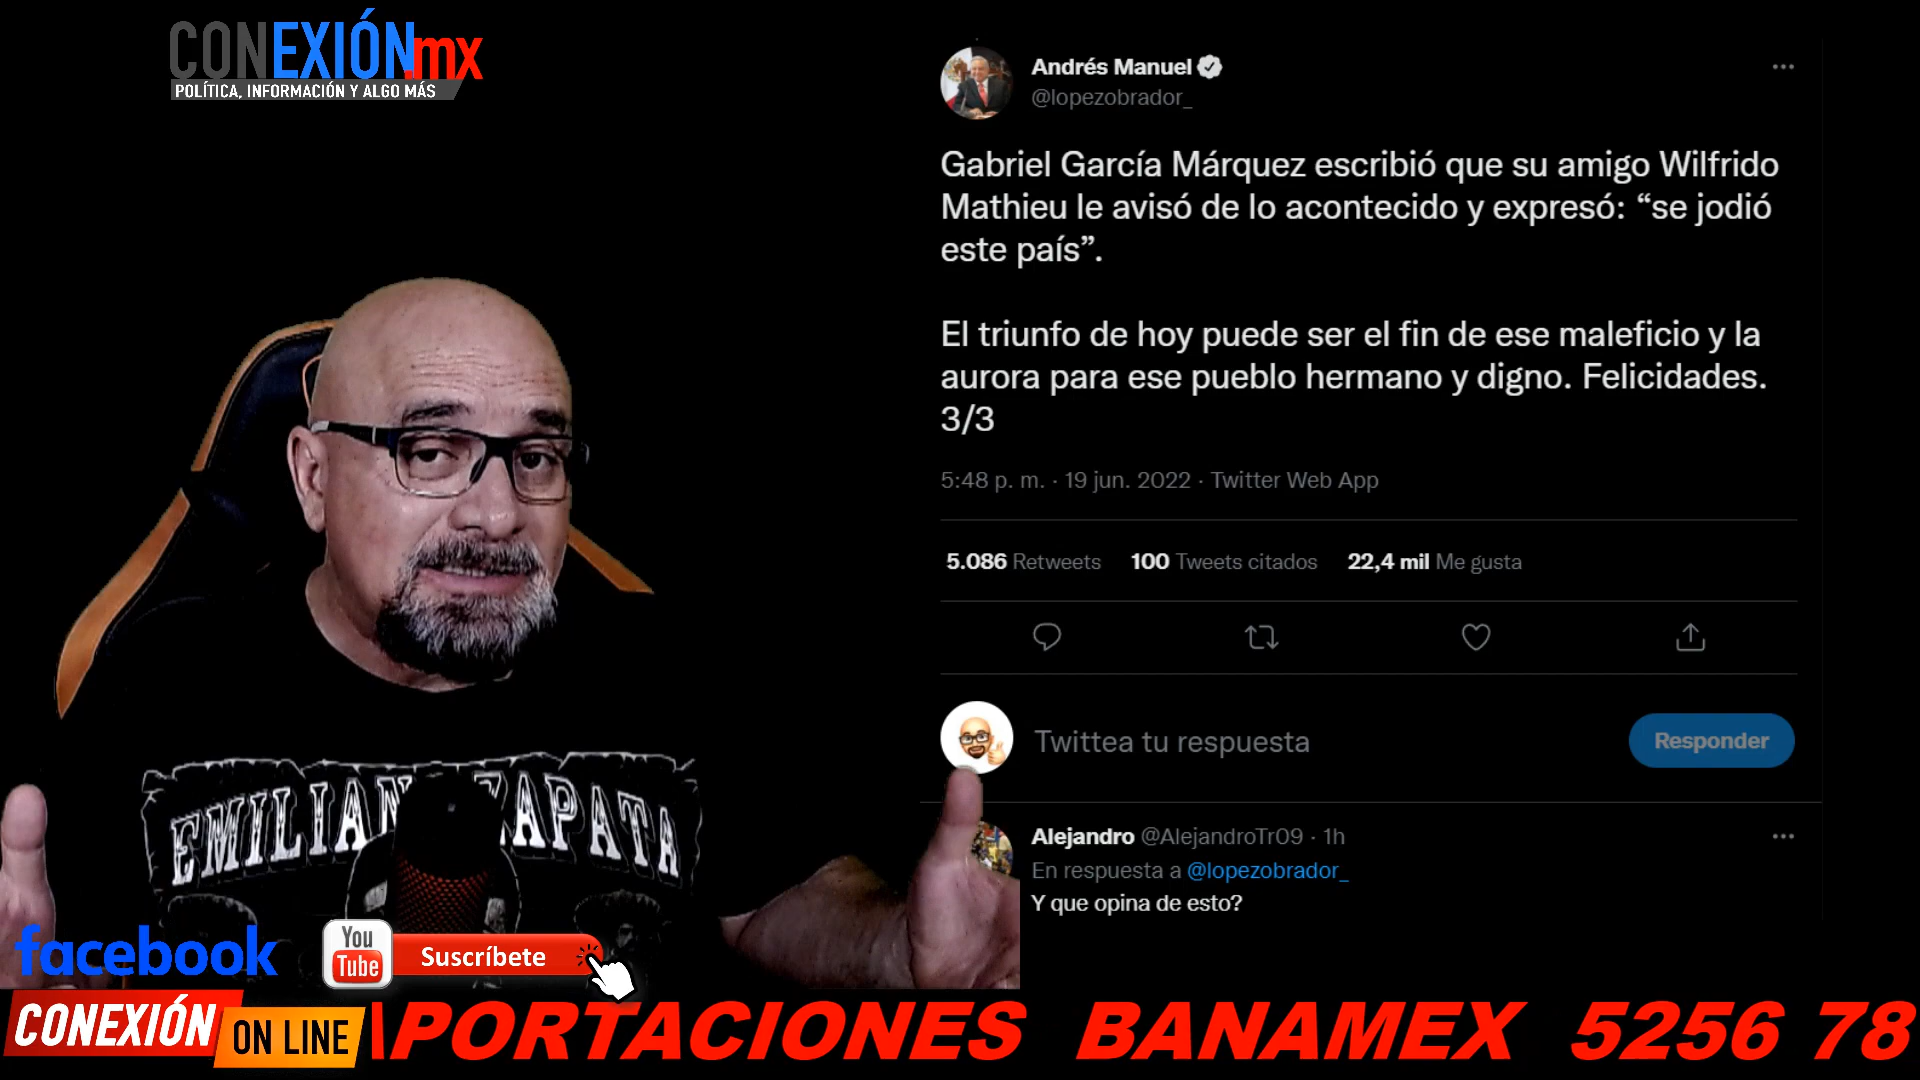 CONEXIÓN.mx
POLÍTICA, INFORMACIÓN Y ALGO MÁS
Andrés Manuel
@lopezobrador_
Gabriel García Márquez escribió que su amigo Wilfrido
Mathieu le avisó de lo acontecido y expresó: “se jodió
este país”.
El triunfo de hoy puede ser el fin de ese maleficio y la
aurora para ese pueblo hermano y digno. Felicidades.
3/3
5:48 p. m. · 19 jun. 2022 · Twitter Web App
5.086 Retweets 100 Tweets citados 22,4 mil Me gusta
Twittea tu respuesta
Responder
Alejandro @AlejandroTr09 · 1h
En respuesta a @lopezobrador_
Y que opina de esto?
EMILIAN ZAPATA
facebook
You
Tube
Suscríbete
CONEXIÓN
ON LINE
PORTACIONES BANAMEX 5256 78